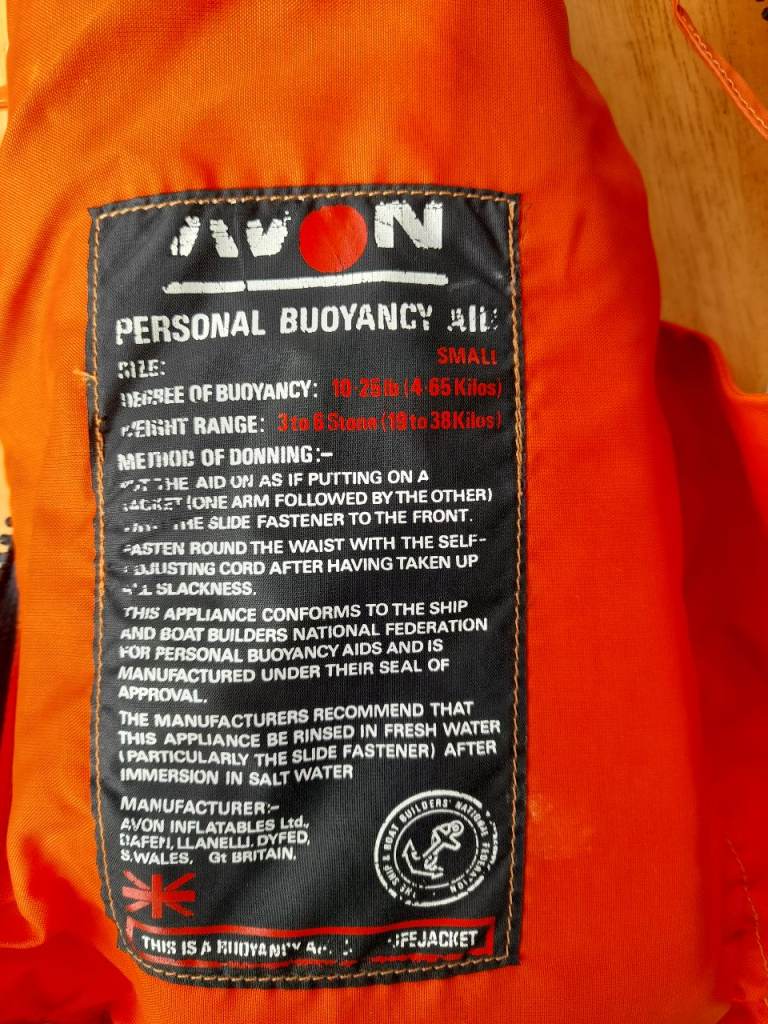 AVON
PERSONAL BUOYANCY AID
SIZE: SMALL
DEGREE OF BUOYANCY: 10-25lb (4·65 Kilos)
WEIGHT RANGE: 3 to 6 Stone (19 to 38 Kilos)
METHOD OF DONNING:-
PUT THE AID ON AS IF PUTTING ON A
JACKET (ONE ARM FOLLOWED BY THE OTHER)
THE SLIDE FASTENER TO THE FRONT.
FASTEN ROUND THE WAIST WITH THE SELF-
ADJUSTING CORD AFTER HAVING TAKEN UP
ALL SLACKNESS.
THIS APPLIANCE CONFORMS TO THE SHIP
AND BOAT BUILDERS NATIONAL FEDERATION
FOR PERSONAL BUOYANCY AIDS AND IS
MANUFACTURED UNDER THEIR SEAL OF
APPROVAL.
THE MANUFACTURERS RECOMMEND THAT
THIS APPLIANCE BE RINSED IN FRESH WATER
(PARTICULARLY THE SLIDE FASTENER) AFTER
IMMERSION IN SALT WATER
MANUFACTURER:-
AVON INFLATABLES Ltd.,
DAFEN, LLANELLI, DYFED,
S.WALES, Gt BRITAIN.
THE SHIP & BOAT BUILDERS' NATIONAL FEDERATION
THIS IS A BUOYANCY LIFEJACKET